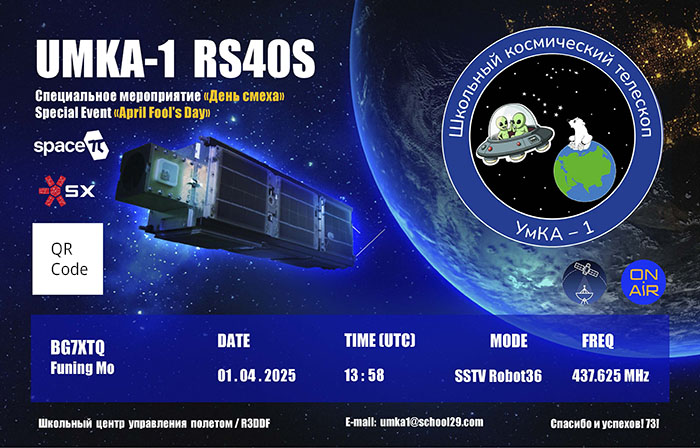 UMKA-1 RS40S
Специальное мероприятие «День смеха»
Special Event «April Fool's Day»
space π
SX
QR
Code
Школьный космический телескоп
УмКА – 1
ON
AiR
BG7XTQ
Funing Mo
DATE
01.04.2025
TIME (UTC)
13:58
MODE
SSTV Robot36
FREQ
437.625 MHz
Школьный центр управления полетом / R3DDF
E-mail: umka1@school29.com
Спасибо и успехов! 73!